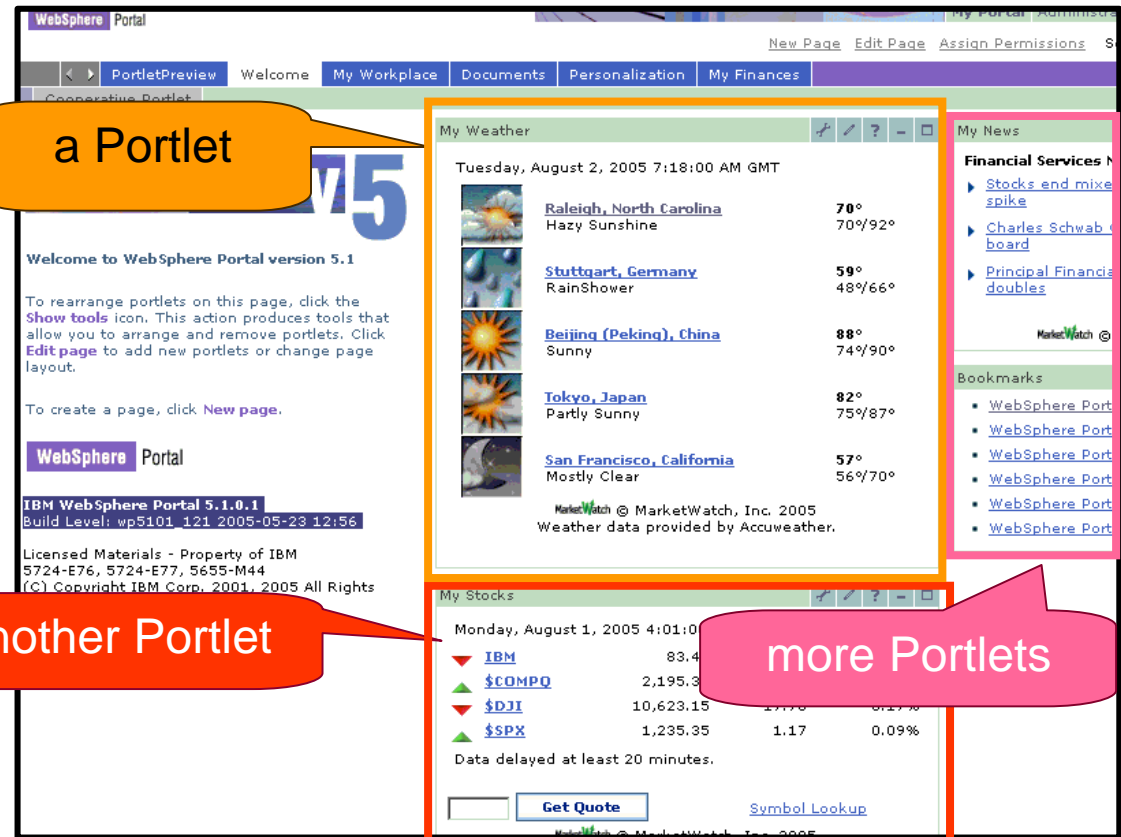 WebSphere Portal
My Portal Administra
New Page Edit Page Assign Permissions
PortletPreview Welcome My Workplace Documents Personalization My Finances
Cooperative Portlet
a Portlet
5
Welcome to WebSphere Portal version 5.1
To rearrange portlets on this page, click the
Show tools icon. This action produces tools that
allow you to arrange and remove portlets. Click
Edit page to add new portlets or change page
layout.
To create a page, click New page.
WebSphere Portal
IBM WebSphere Portal 5.1.0.1
Build Level: wp5101_121 2005-05-23 12:56
Licensed Materials - Property of IBM
5724-E76, 5724-E77, 5655-M44
(C) Copyright IBM Corp. 2001, 2005 All Rights
nother Portlet
My Weather
Tuesday, August 2, 2005 7:18:00 AM GMT
Raleigh, North Carolina 70°
Hazy Sunshine 70°/92°
Stuttgart, Germany 59°
RainShower 48°/66°
Beijing (Peking), China 88°
Sunny 74°/90°
Tokyo, Japan 82°
Partly Sunny 75°/87°
San Francisco, California 57°
Mostly Clear 56°/70°
MarketWatch © MarketWatch, Inc. 2005
Weather data provided by Accuweather.
My Stocks
Monday, August 1, 2005 4:01:0
IBM 83.4
$COMPQ 2,195.3
$DJI 10,623.15
$SPX 1,235.35 1.17 0.09%
Data delayed at least 20 minutes.
Get Quote Symbol Lookup
MarketWatch © MarketWatch, Inc. 2005
My News
Financial Services N
Stocks end mixe
spike
Charles Schwab
board
Principal Financia
doubles
MarketWatch ©
Bookmarks
WebSphere Port
WebSphere Port
WebSphere Port
WebSphere Port
WebSphere Port
WebSphere Port
more Portlets